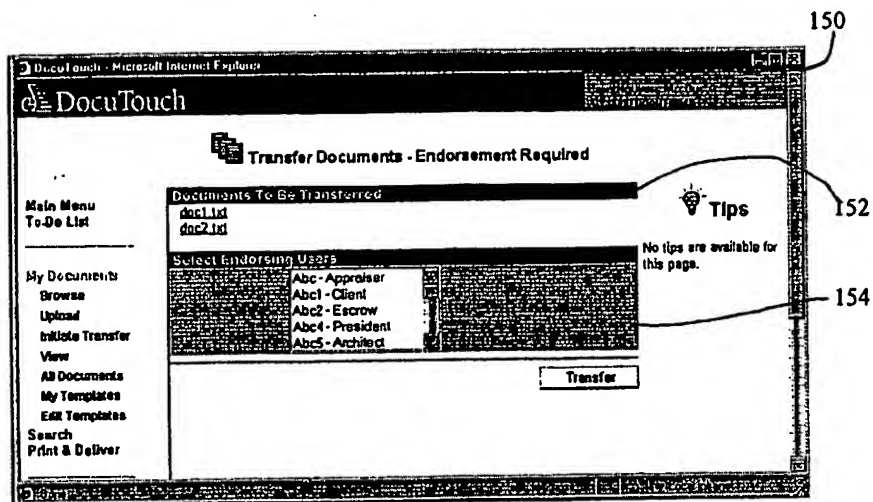 150
DocuTouch - Microsoft Internet Explorer
DocuTouch
Transfer Documents - Endorsement Required
Documents To Be Transferred
152
doc1.txt
doc2.txt
Tips
No tips are available for
this page.
Main Menu
To-Do List
My Documents
Browse
Upload
Initiate Transfer
View
All Documents
My Templates
Edit Templates
Search
Print & Deliver
Select Endorsing Users
Abc - Appraiser
Abc1 - Client
Abc2 - Escrow
Abc4 - President
Abc5 - Architect
154
Transfer